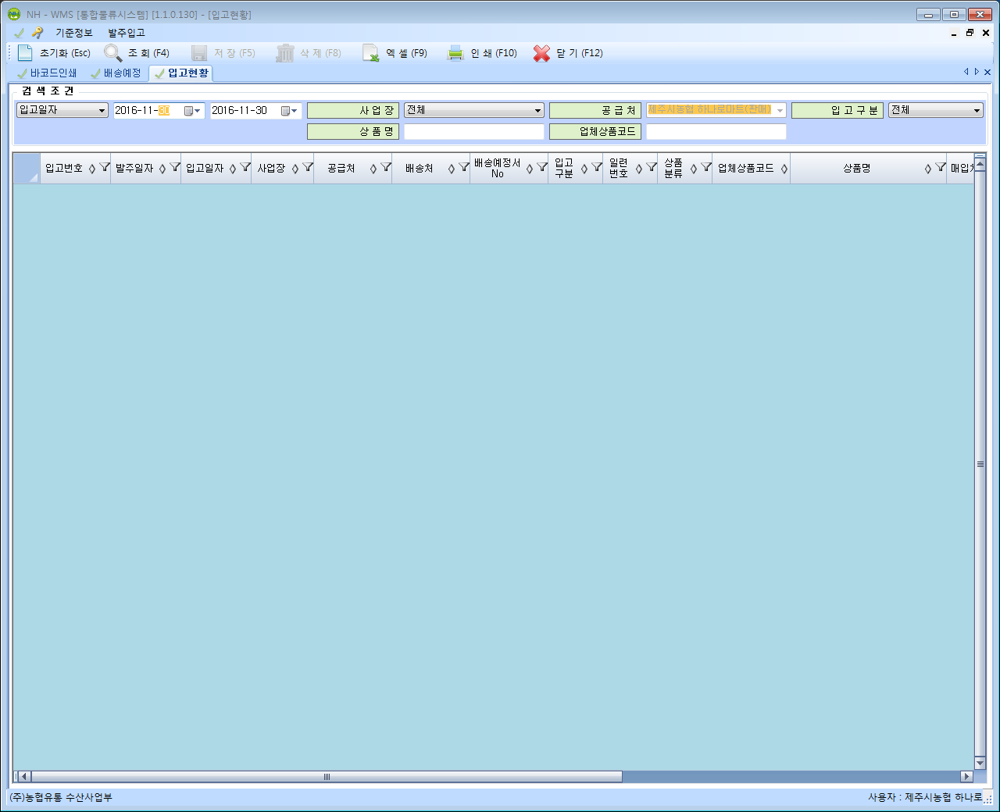 NH - WMS [통합물류시스템] [1.1.0.130] - [입고현황]
기준정보 발주입고
초기화 (Esc) 조 회 (F4) 저 장 (F5) 삭 제 (F8) 엑 셀 (F9) 인 쇄 (F10) 닫 기 (F12)
바코드인쇄 배송예정 입고현황
검 색 조 건
입고일자 2016-11-30 2016-11-30 사 업 장 전체 공 급 처 제주시농협 하나로마트(판매) 입 고 구 분 전체
상 품 명 업체상품코드
입고번호 발주일자 입고일자 사업장 공급처 배송처 배송예정서 No 입고 구분 일련 번호 상품 분류 업체상품코드 상품명 매입처
(주)농협유통 수산사업부 사용자 : 제주시농협 하나로